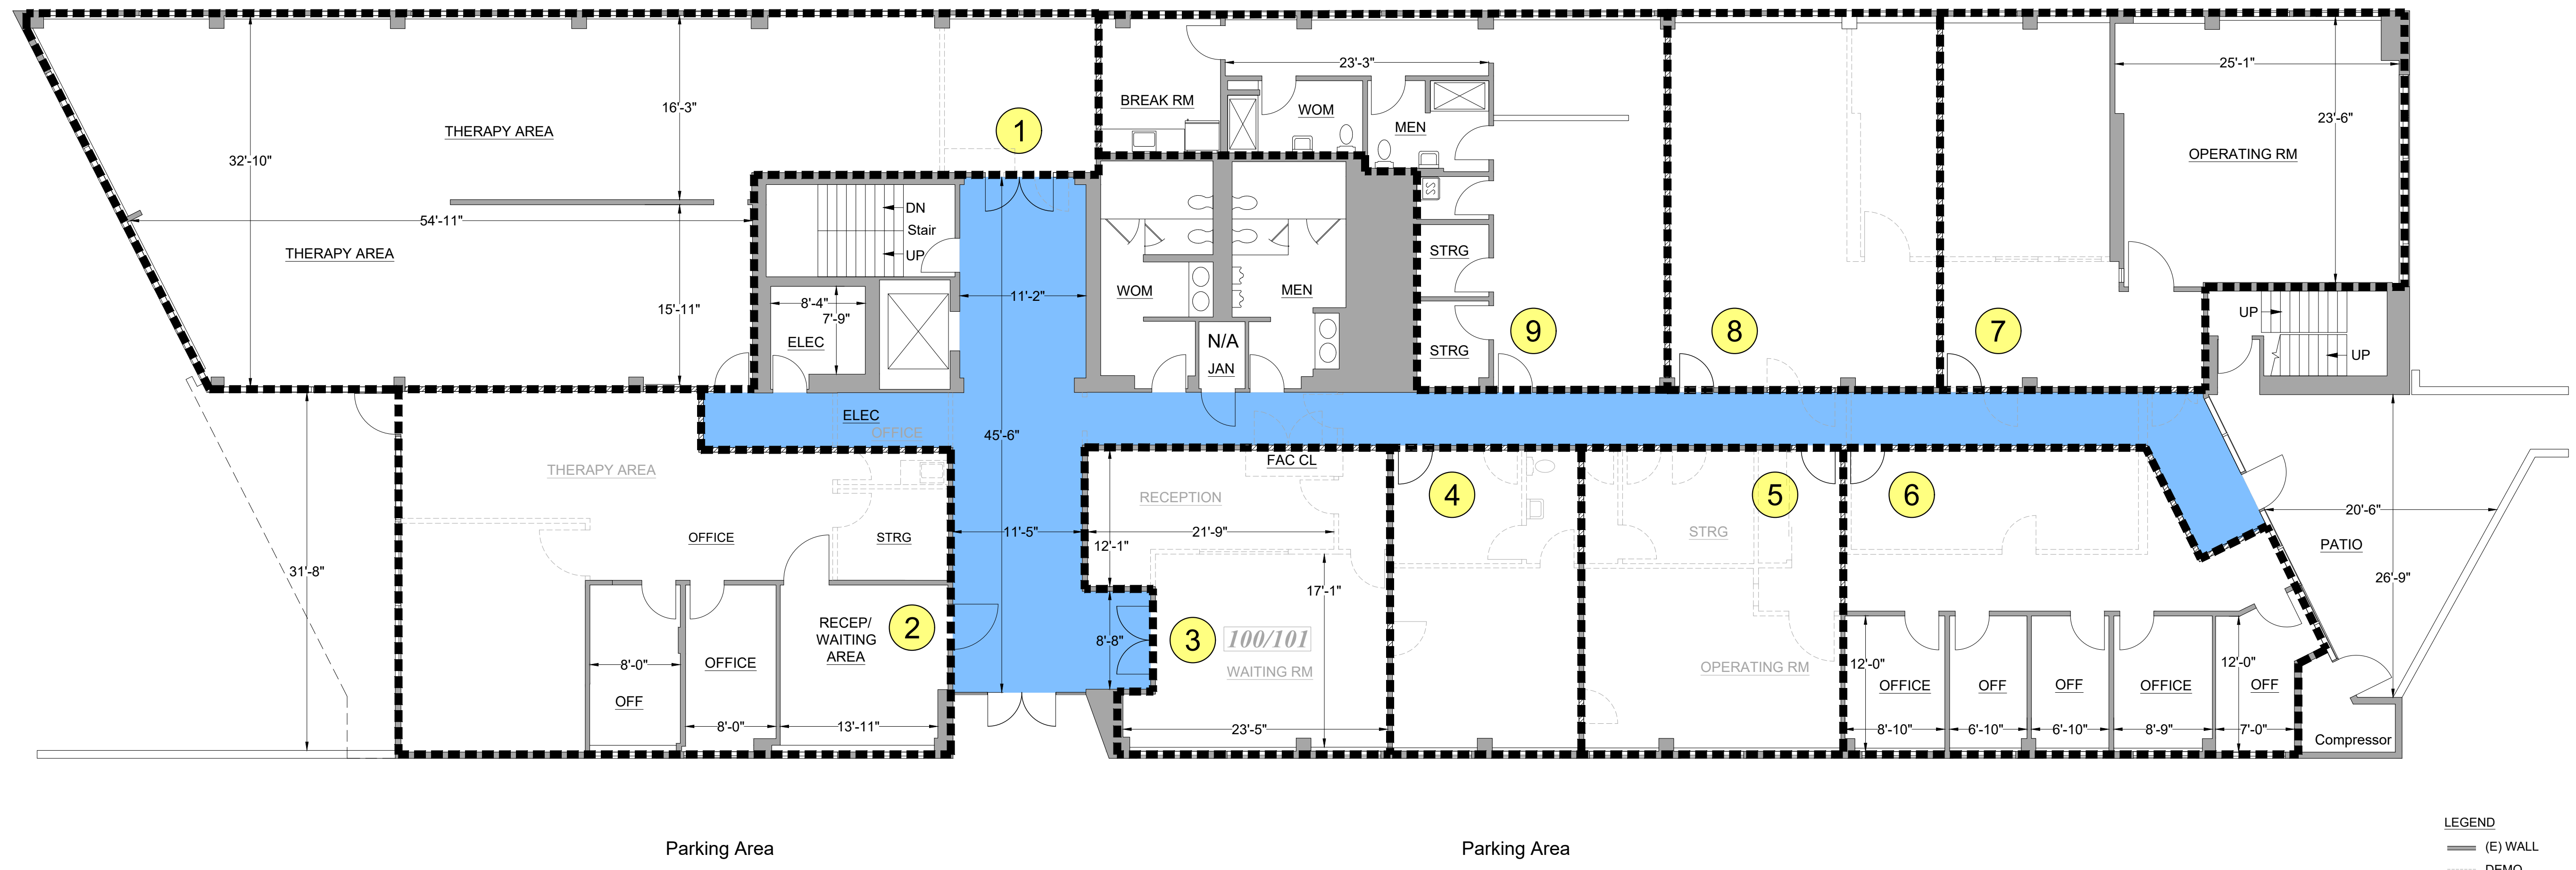 23'-3"
25'-1"
BREAK RM
16'-3"
WOM
MEN
1
23'-6"
THERAPY AREA
32'-10"
OPERATING RM
DN
Stair
UP
54'-11"
THERAPY AREA
STRG
8'-4"
7'-9"
11'-2"
WOM
MEN
15'-11"
ELEC
N/A
JAN
STRG
9
8
7
UP
UP
ELEC
OFFICE
45'-6"
THERAPY AREA
FAC CL
RECEPTION
4
5
6
20'-6"
OFFICE
STRG
11'-5"
12'-1"
21'-9"
STRG
PATIO
31'-8"
26'-9"
17'-1"
RECEP/
WAITING
AREA
2
8'-8"
3
100/101
WAITING RM
OPERATING RM
8'-0"
OFFICE
OFF
12'-0"
12'-0"
OFFICE
OFF
OFF
OFFICE
OFF
8'-0"
13'-11"
23'-5"
8'-10"
6'-10"
6'-10"
8'-9"
7'-0"
Compressor
Parking Area
Parking Area
LEGEND
(E) WALL
DEMO